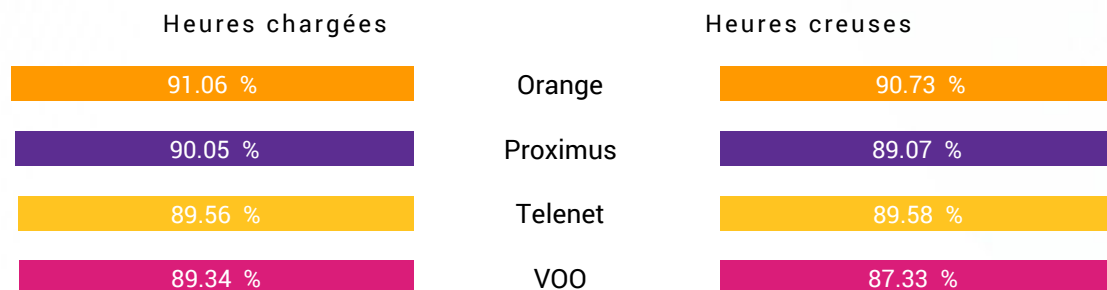 Heures chargées Heures creuses
91.06 % Orange 90.73 %
90.05 % Proximus 89.07 %
89.56 % Telenet 89.58 %
89.34 % VOO 87.33 %